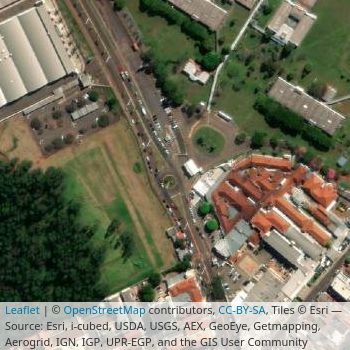 Leaflet | © OpenStreetMap contributors, CC-BY-SA, Tiles © Esri —
Source: Esri, i-cubed, USDA, USGS, AEX, GeoEye, Getmapping,
Aerogrid, IGN, IGP, UPR-EGP, and the GIS User Community